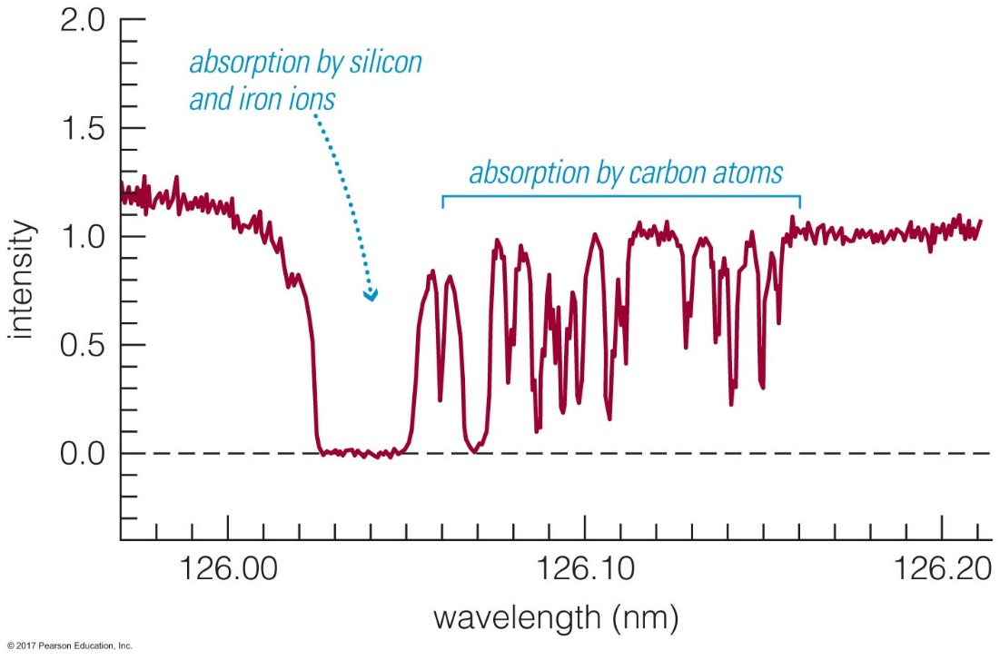 2.0
absorption by silicon
and iron ions
1.5
absorption by carbon atoms
1.0
intensity
0.5
0.0
126.00 126.10 126.20
wavelength (nm)
© 2017 Pearson Education, Inc.